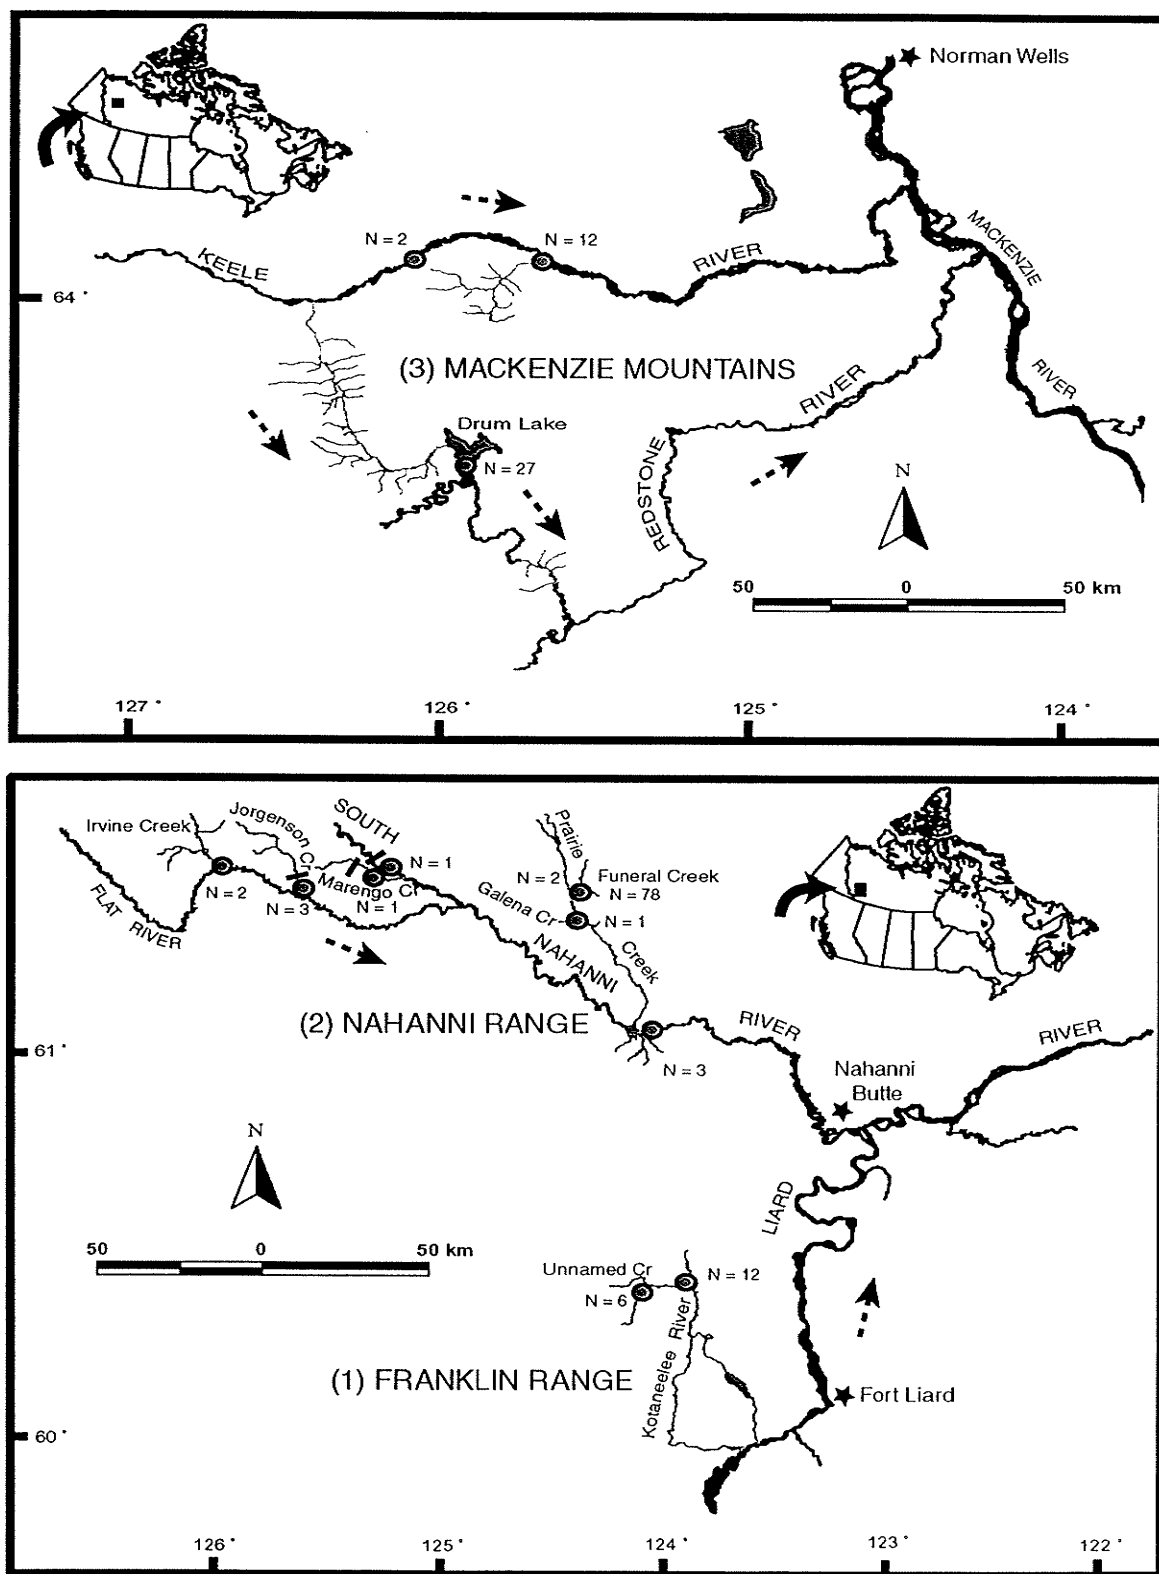 Norman Wells
N = 2
N = 12
KEELE
RIVER
MACKENZIE
64 °
(3) MACKENZIE MOUNTAINS
RIVER
RIVER
Drum Lake
N = 27
REDSTONE
N
50 0 50 km
127 ° 126 ° 125 ° 124 °
Irvine Creek
Jorgenson Cr
SOUTH
Prairie
N = 1
FLAT
N = 2
Marengo Cr
N = 2
Funeral Creek
N = 78
N = 3
N = 1
Galena Cr
N = 1
RIVER
NAHANNI
Creek
(2) NAHANNI RANGE
RIVER
RIVER
61 °
N = 3
Nahanni
Butte
N
LIARD
50 0 50 km
Unnamed Cr
N = 12
N = 6
Kotaneelee River
(1) FRANKLIN RANGE
Fort Liard
60 °
126 ° 125 ° 124 ° 123 ° 122 °